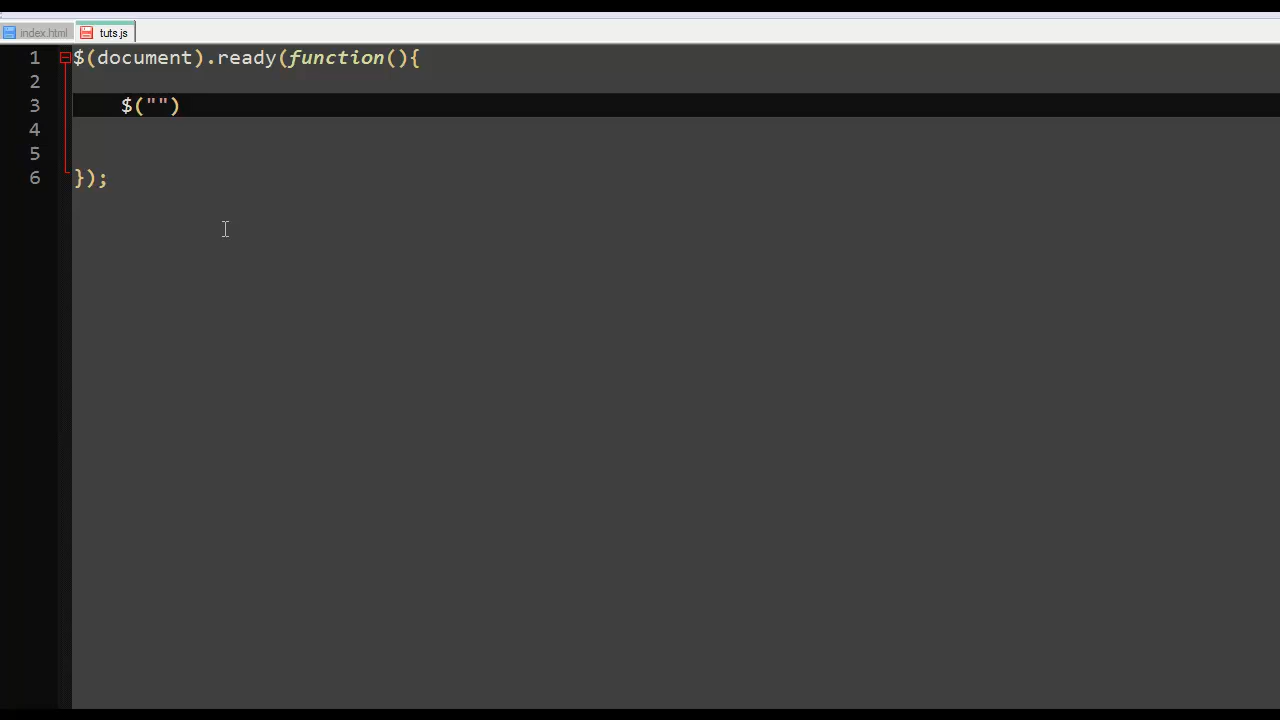 index.html tuts.js
1 $(document).ready(function(){
2
3 $("")
4
5
6 });